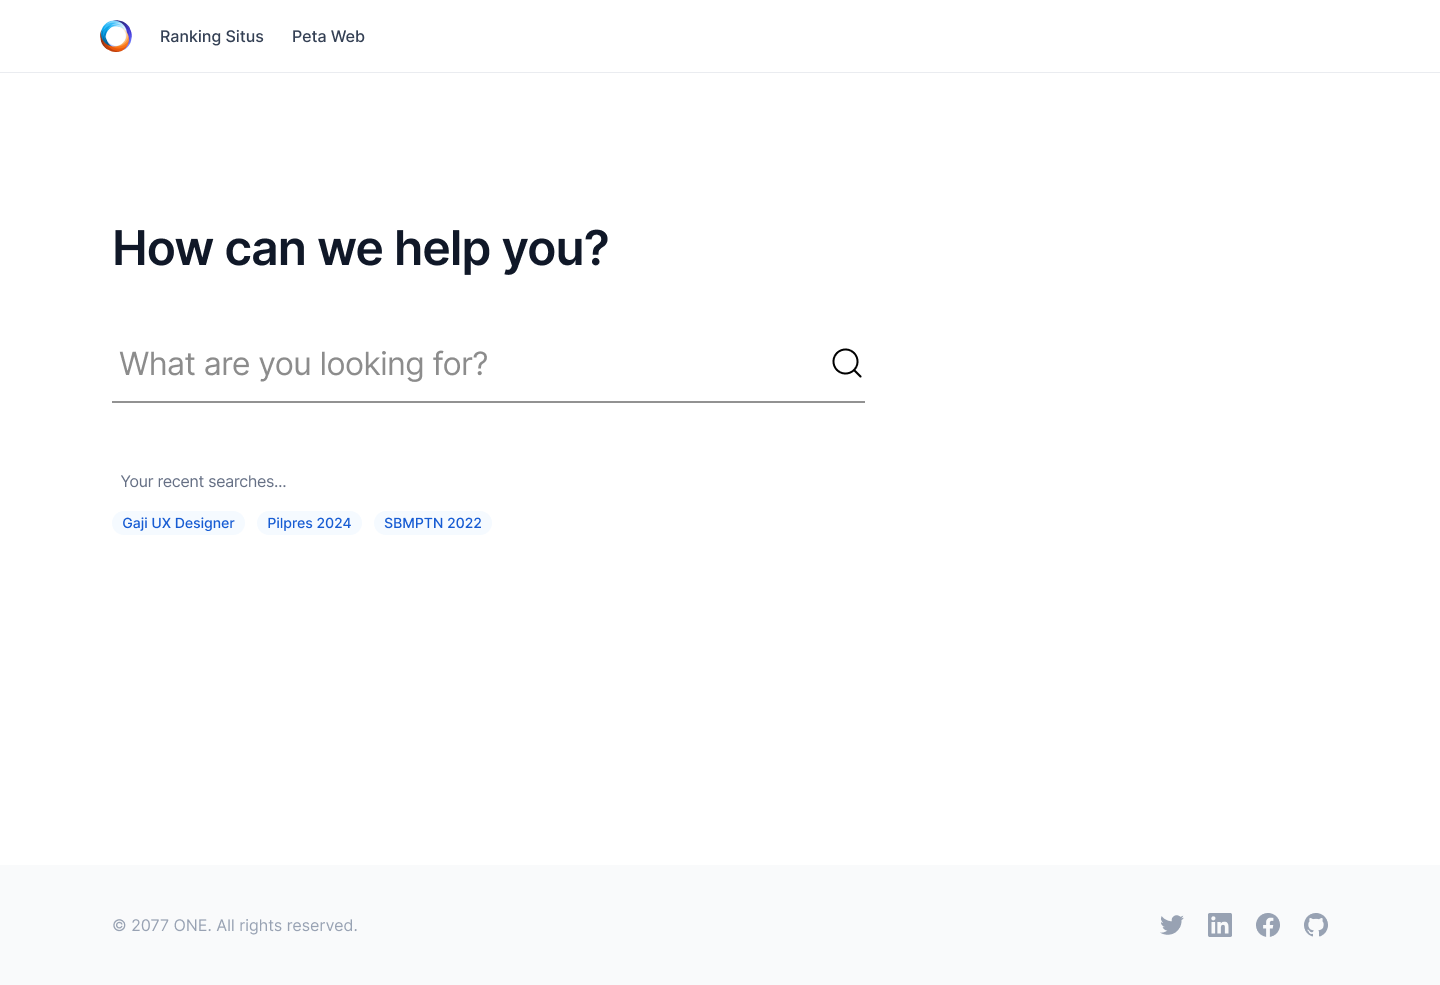 Ranking Situs Peta Web
How can we help you?
What are you looking for?
Your recent searches...
Gaji UX Designer Pilpres 2024 SBMPTN 2022
© 2077 ONE. All rights reserved.